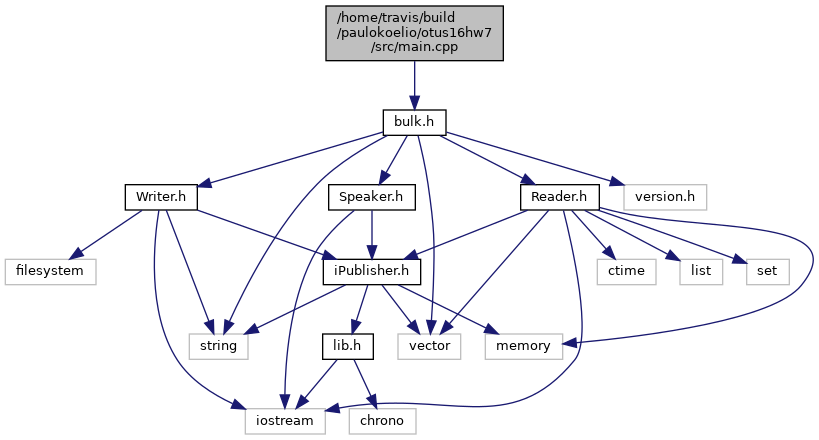 /home/travis/build
/paulokoelio/otus16hw7
/src/main.cpp
bulk.h
Writer.h
Speaker.h
Reader.h
version.h
filesystem
iPublisher.h
ctime
list
set
string
lib.h
vector
memory
iostream
chrono